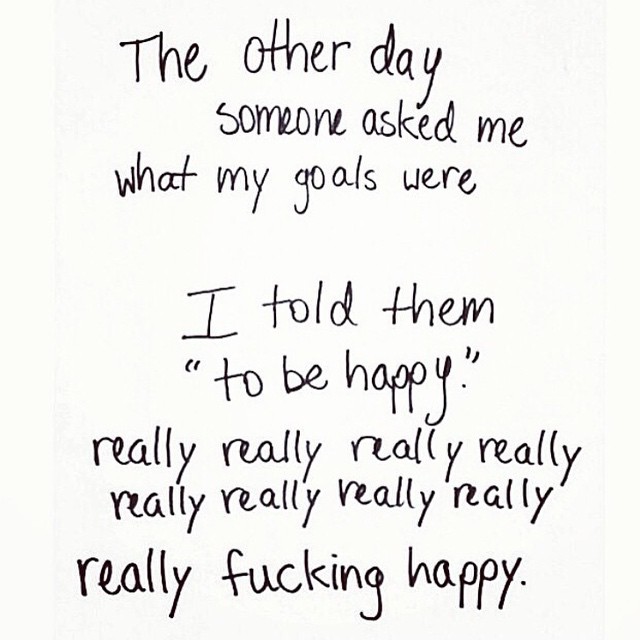 The other day
someone asked me
what my goals were
I told them
"to be happy."
really really really really
really really really really
really fucking happy.